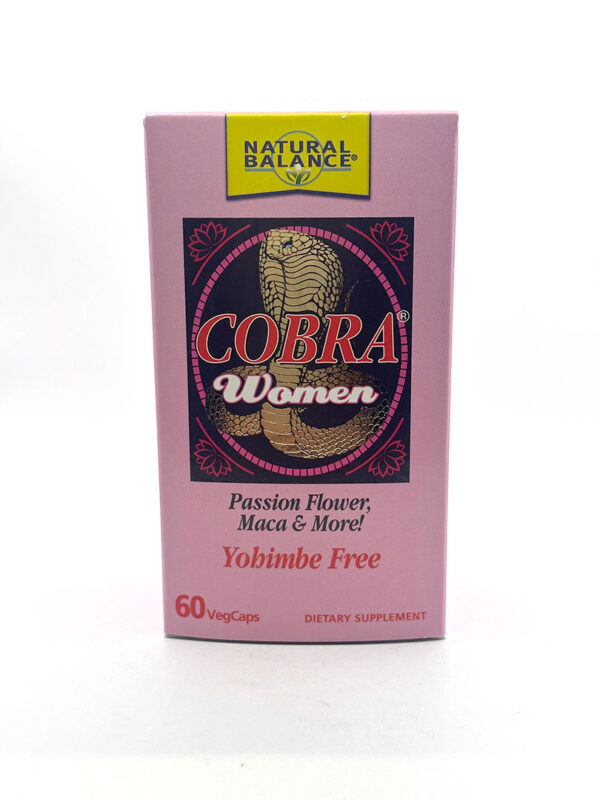 NATURAL
BALANCE®
COBRA®
Women
Passion Flower,
Maca & More!
Yohimbe Free
60 VegCaps
DIETARY SUPPLEMENT